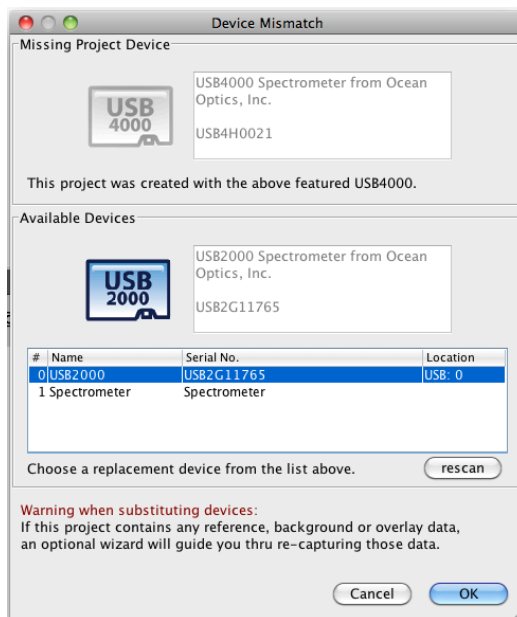 Device Mismatch
Missing Project Device
USB
4000
USB4000 Spectrometer from Ocean
Optics, Inc.
USB4H0021
This project was created with the above featured USB4000.
Available Devices
USB
2000
USB2000 Spectrometer from Ocean
Optics, Inc.
USB2G11765
# Name Serial No. Location
0 USB2000 USB2G11765 USB: 0
1 Spectrometer Spectrometer
Choose a replacement device from the list above.
rescan
Warning when substituting devices:
If this project contains any reference, background or overlay data,
an optional wizard will guide you thru re-capturing those data.
Cancel
OK